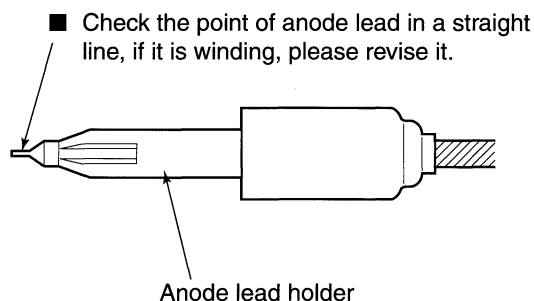 ■ Check the point of anode lead in a straight
line, if it is winding, please revise it.
Anode lead holder